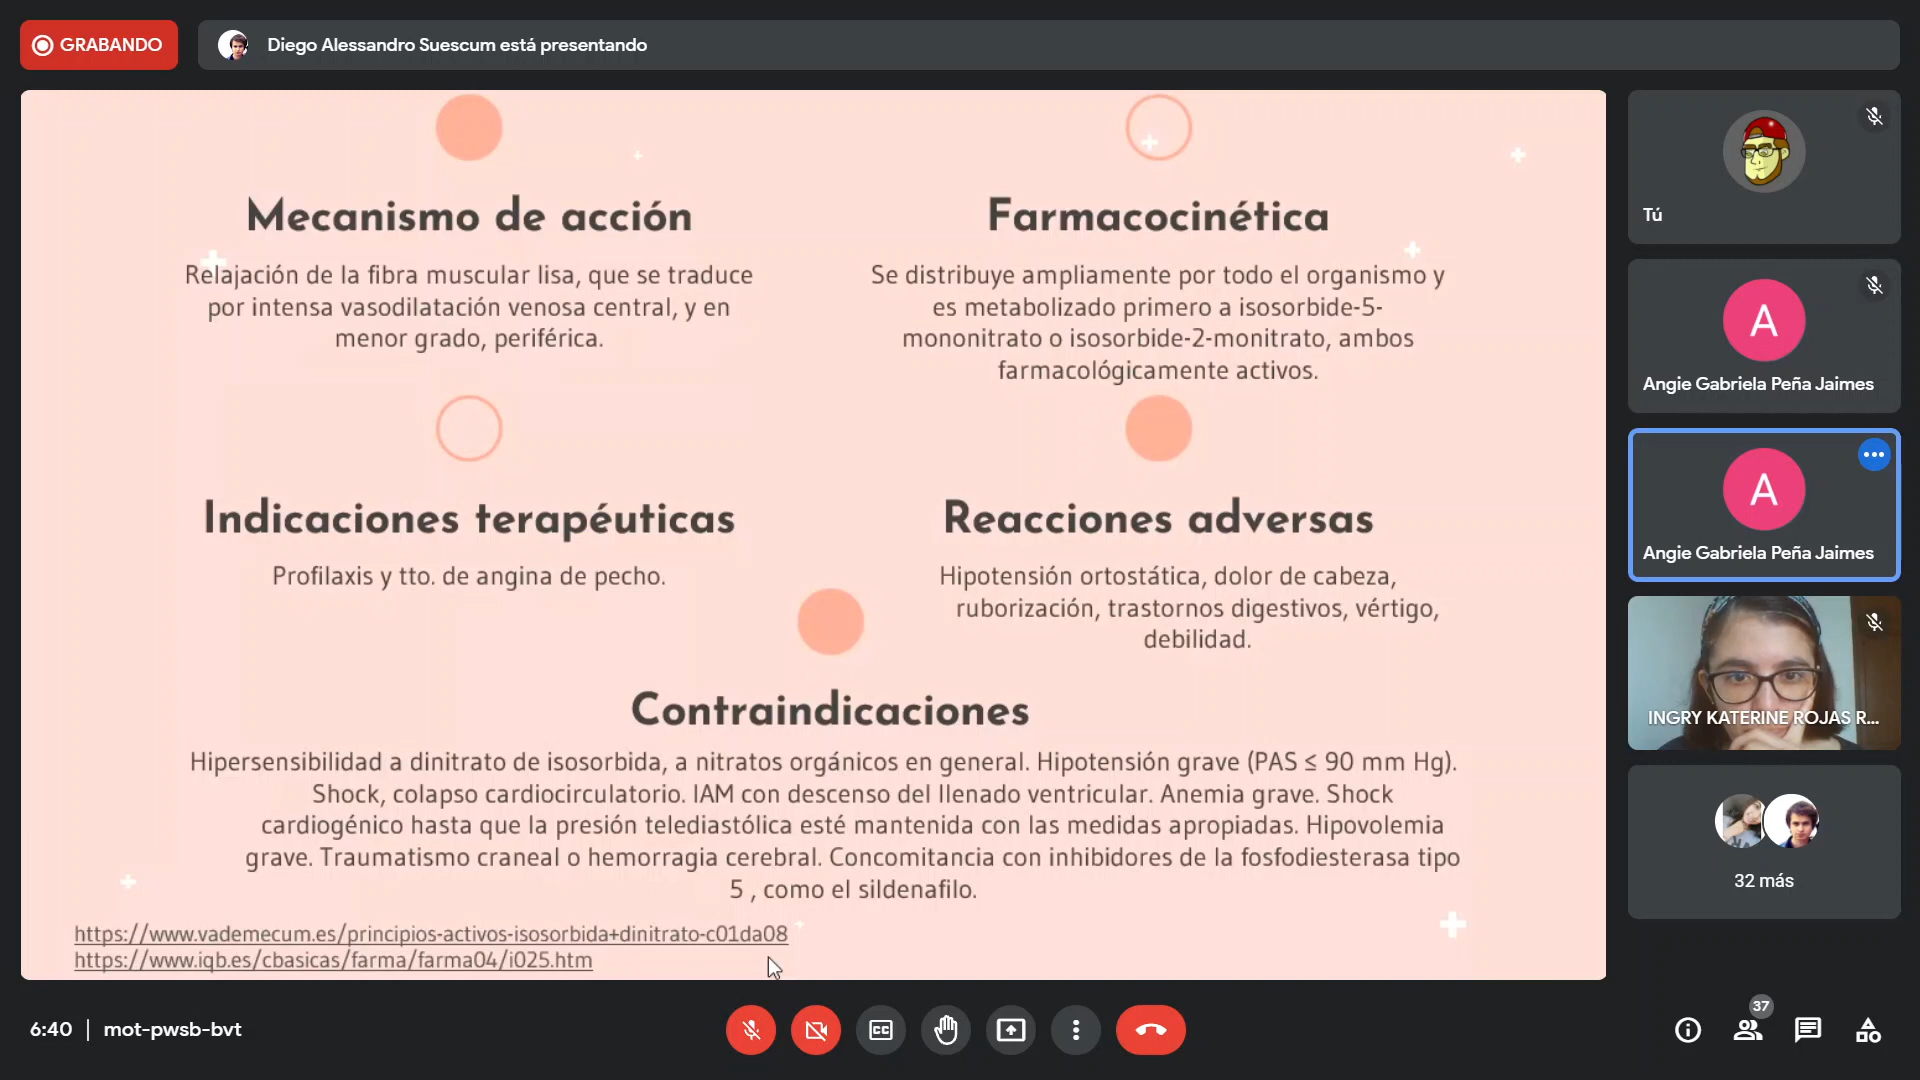 GRABANDO
Diego Alessandro Suescum está presentando
Mecanismo de acción
Relajación de la fibra muscular lisa, que se traduce
por intensa vasodilatación venosa central, y en
menor grado, periférica.
Farmacocinética
Se distribuye ampliamente por todo el organismo y
es metabolizado primero a isosorbide-5-
mononitrato o isosorbide-2-monitrato, ambos
farmacológicamente activos.
Indicaciones terapéuticas
Profilaxis y tto. de angina de pecho.
Reacciones adversas
Hipotensión ortostática, dolor de cabeza,
ruborización, trastornos digestivos, vértigo,
debilidad.
Contraindicaciones
Hipersensibilidad a dinitrato de isosorbida, a nitratos orgánicos en general. Hipotensión grave (PAS ≤ 90 mm Hg).
Shock, colapso cardiocirculatorio. IAM con descenso del llenado ventricular. Anemia grave. Shock
cardiogénico hasta que la presión telediastólica esté mantenida con las medidas apropiadas. Hipovolemia
grave. Traumatismo craneal o hemorragia cerebral. Concomitancia con inhibidores de la fosfodiesterasa tipo
5 , como el sildenafilo.
https://www.vademecum.es/principios-activos-isosorbida+dinitrato-c01da08
https://www.iqb.es/cbasicas/farma/farma04/i025.htm
Tú
A
Angie Gabriela Peña Jaimes
A
Angie Gabriela Peña Jaimes
INGRY KATERINE ROJAS R...
32 más
6:40 | mot-pwsb-bvt
CC
37